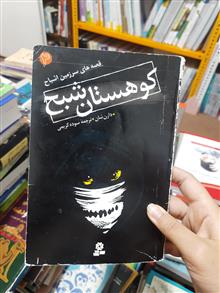 قصه های سرزمین اشباح
کوهستان شبح
دارن شان • ترجمه سوده کریمی